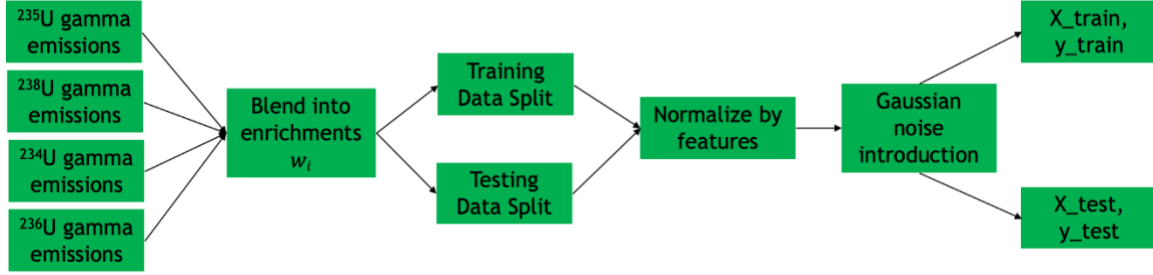 ²³⁵U gamma
emissions
²³⁸U gamma
emissions
²³⁴U gamma
emissions
²³⁶U gamma
emissions
Blend into
enrichments
wᵢ
Training
Data Split
Testing
Data Split
Normalize by
features
Gaussian
noise
introduction
X_train,
y_train
X_test,
y_test